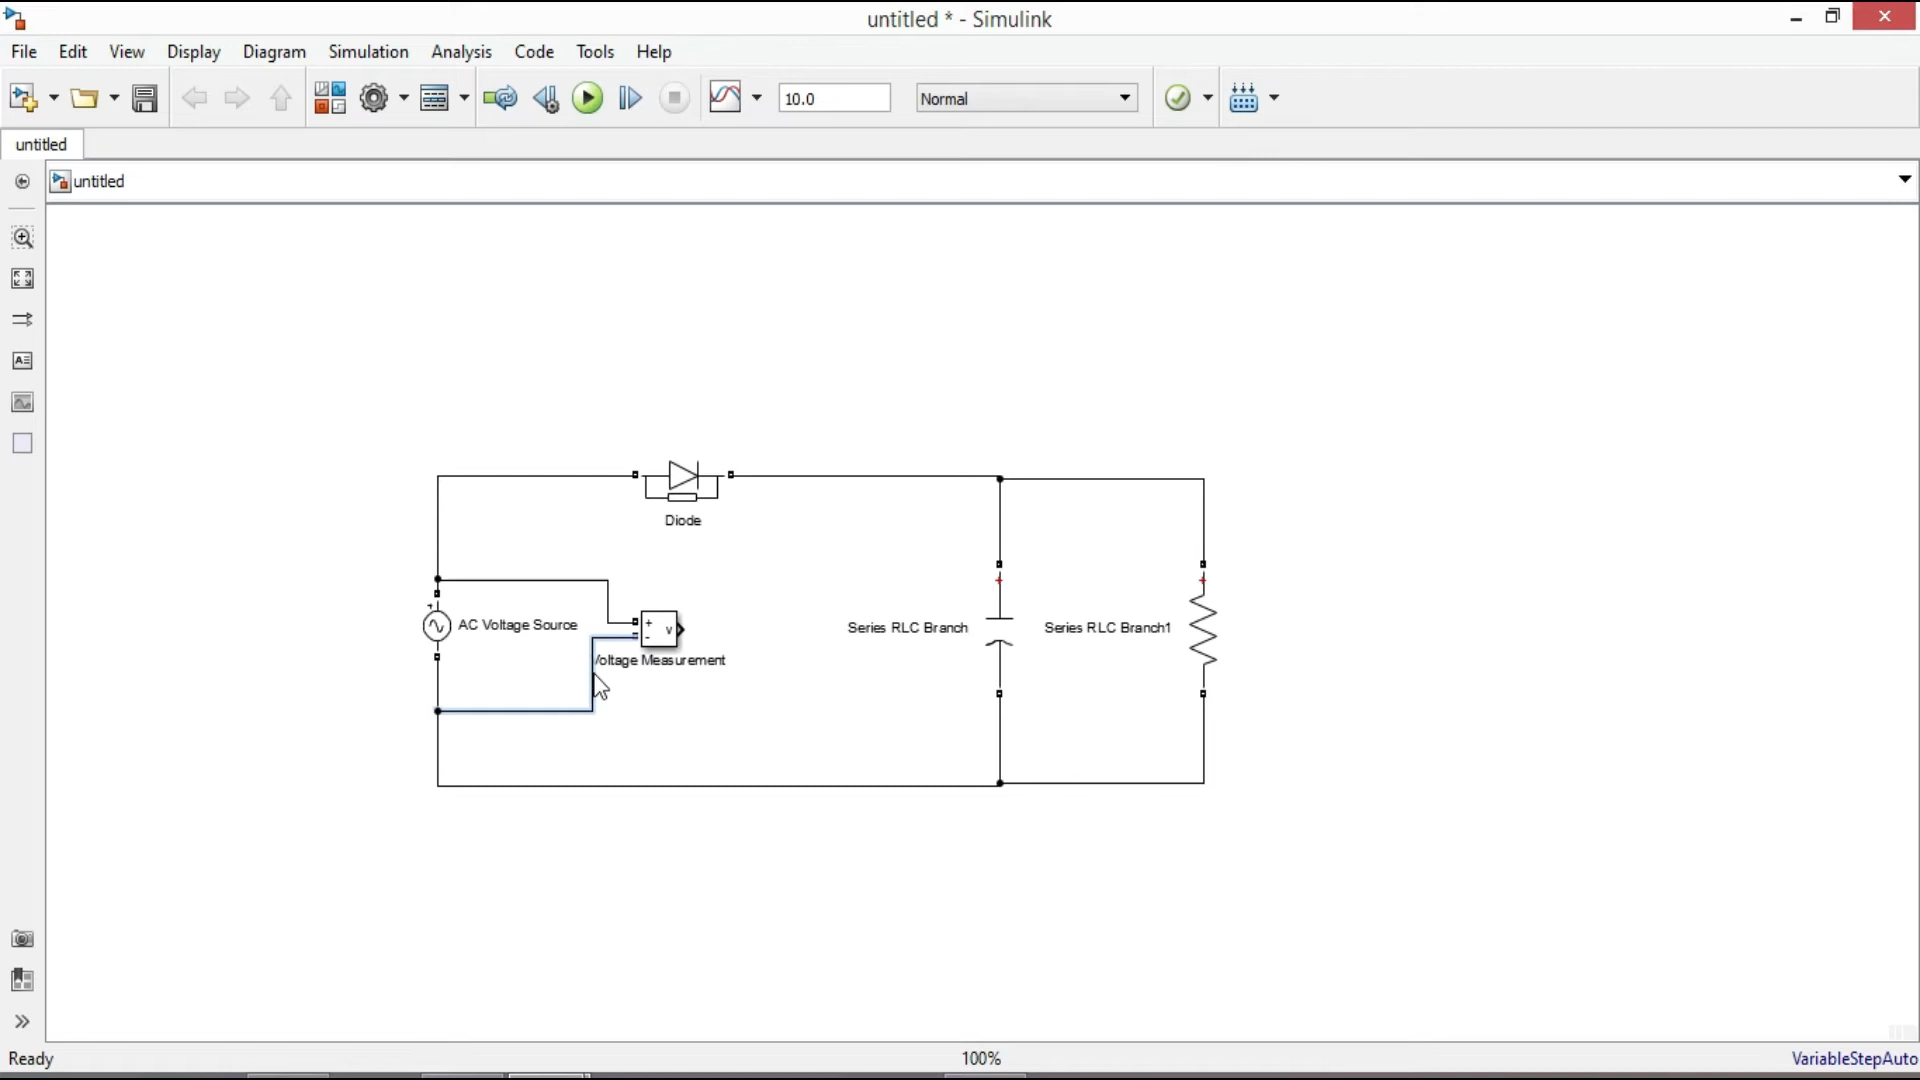 untitled * - Simulink
File Edit View Display Diagram Simulation Analysis Code Tools Help
10.0 Normal
untitled
untitled
Diode
AC Voltage Source
+
-
v
Voltage Measurement
Series RLC Branch
Series RLC Branch1
Ready 100% VariableStepAuto